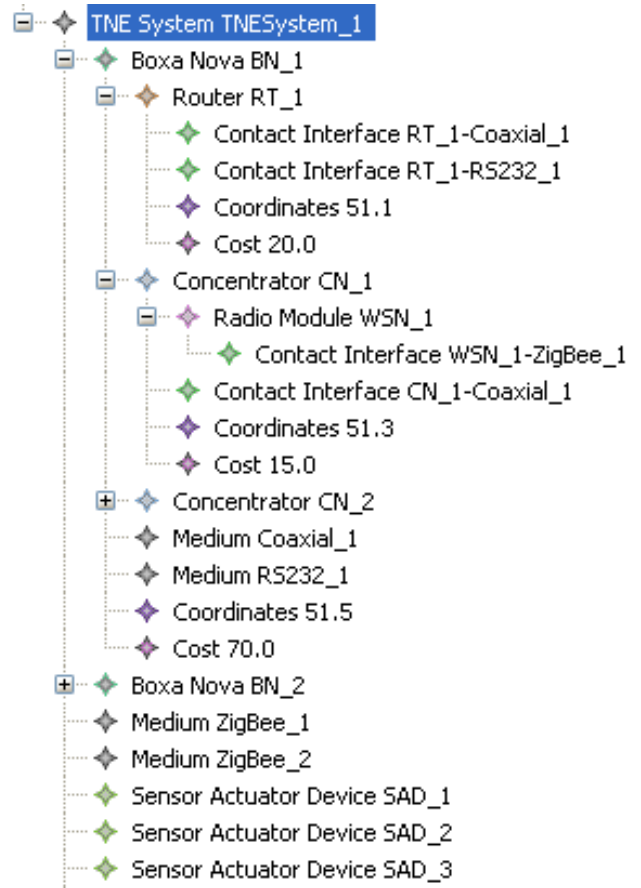 TNE System TNESystem_1
Boxa Nova BN_1
Router RT_1
Contact Interface RT_1-Coaxial_1
Contact Interface RT_1-RS232_1
Coordinates 51.1
Cost 20.0
Concentrator CN_1
Radio Module WSN_1
Contact Interface WSN_1-ZigBee_1
Contact Interface CN_1-Coaxial_1
Coordinates 51.3
Cost 15.0
Concentrator CN_2
Medium Coaxial_1
Medium RS232_1
Coordinates 51.5
Cost 70.0
Boxa Nova BN_2
Medium ZigBee_1
Medium ZigBee_2
Sensor Actuator Device SAD_1
Sensor Actuator Device SAD_2
Sensor Actuator Device SAD_3